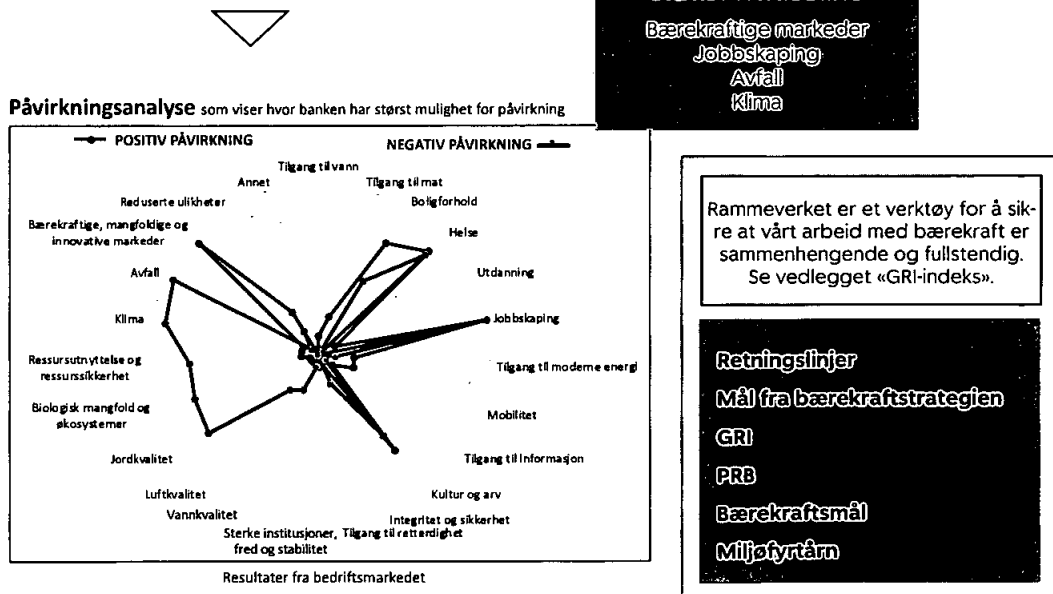 Bærekraftige markeder
Jobbskaping
Avfall
Klima
Påvirkningsanalyse som viser hvor banken har størst mulighet for påvirkning
POSITIV PÅVIRKNING
NEGATIV PÅVIRKNING
Tilgang til vann
Annet
Tilgang til mat
Reduserte ulikheter
Boligforhold
Bærekraftige, mangfoldige og
innovative markeder
Helse
Avfall
Utdanning
Klima
Jobbskaping
Ressursutnyttelse og
ressurssikkerhet
Tilgang til moderne energi
Biologisk mangfold og
økosystemer
Mobilitet
Jordkvalitet
Tilgang til Informasjon
Luftkvalitet
Kultur og arv
Vannkvalitet
Integritet og sikkerhet
Sterke institusjoner,
fred og stabilitet
Tilgang til rettferdighet
Resultater fra bedriftsmarkedet
Rammeverket er et verktøy for å sik-
re at vårt arbeid med bærekraft er
sammenhengende og fullstendig.
Se vedlegget «GRI-indeks».
Retningslinjer
Mål fra bærekraftstrategien
GRI
PRB
Bærekraftsmål
Miljøfyrtårn